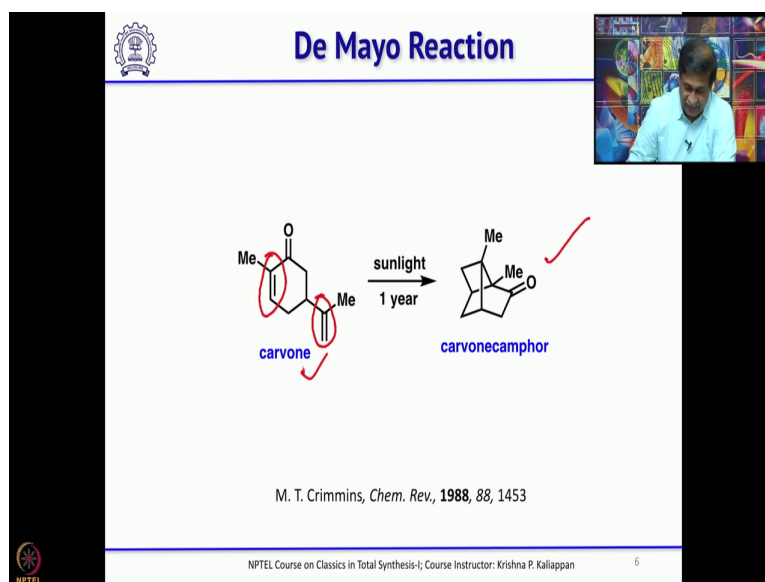 De Mayo Reaction
O
Me
Me
carvone
sunlight
1 year
Me
Me
O
carvonecamphor
M. T. Crimmins, Chem. Rev., 1988, 88, 1453
NPTEL Course on Classics in Total Synthesis-I; Course Instructor: Krishna P. Kaliappan
6
NPTEL